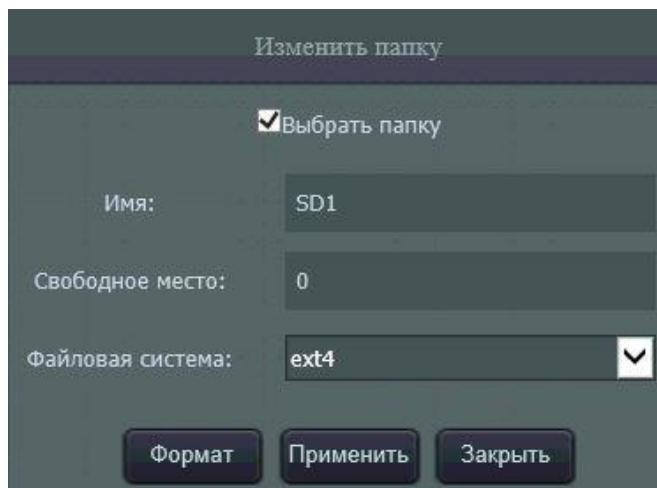 Изменить папку
Выбрать папку
Имя: SD1
Свободное место: 0
Файловая система: ext4
Формат Применить Закрыть